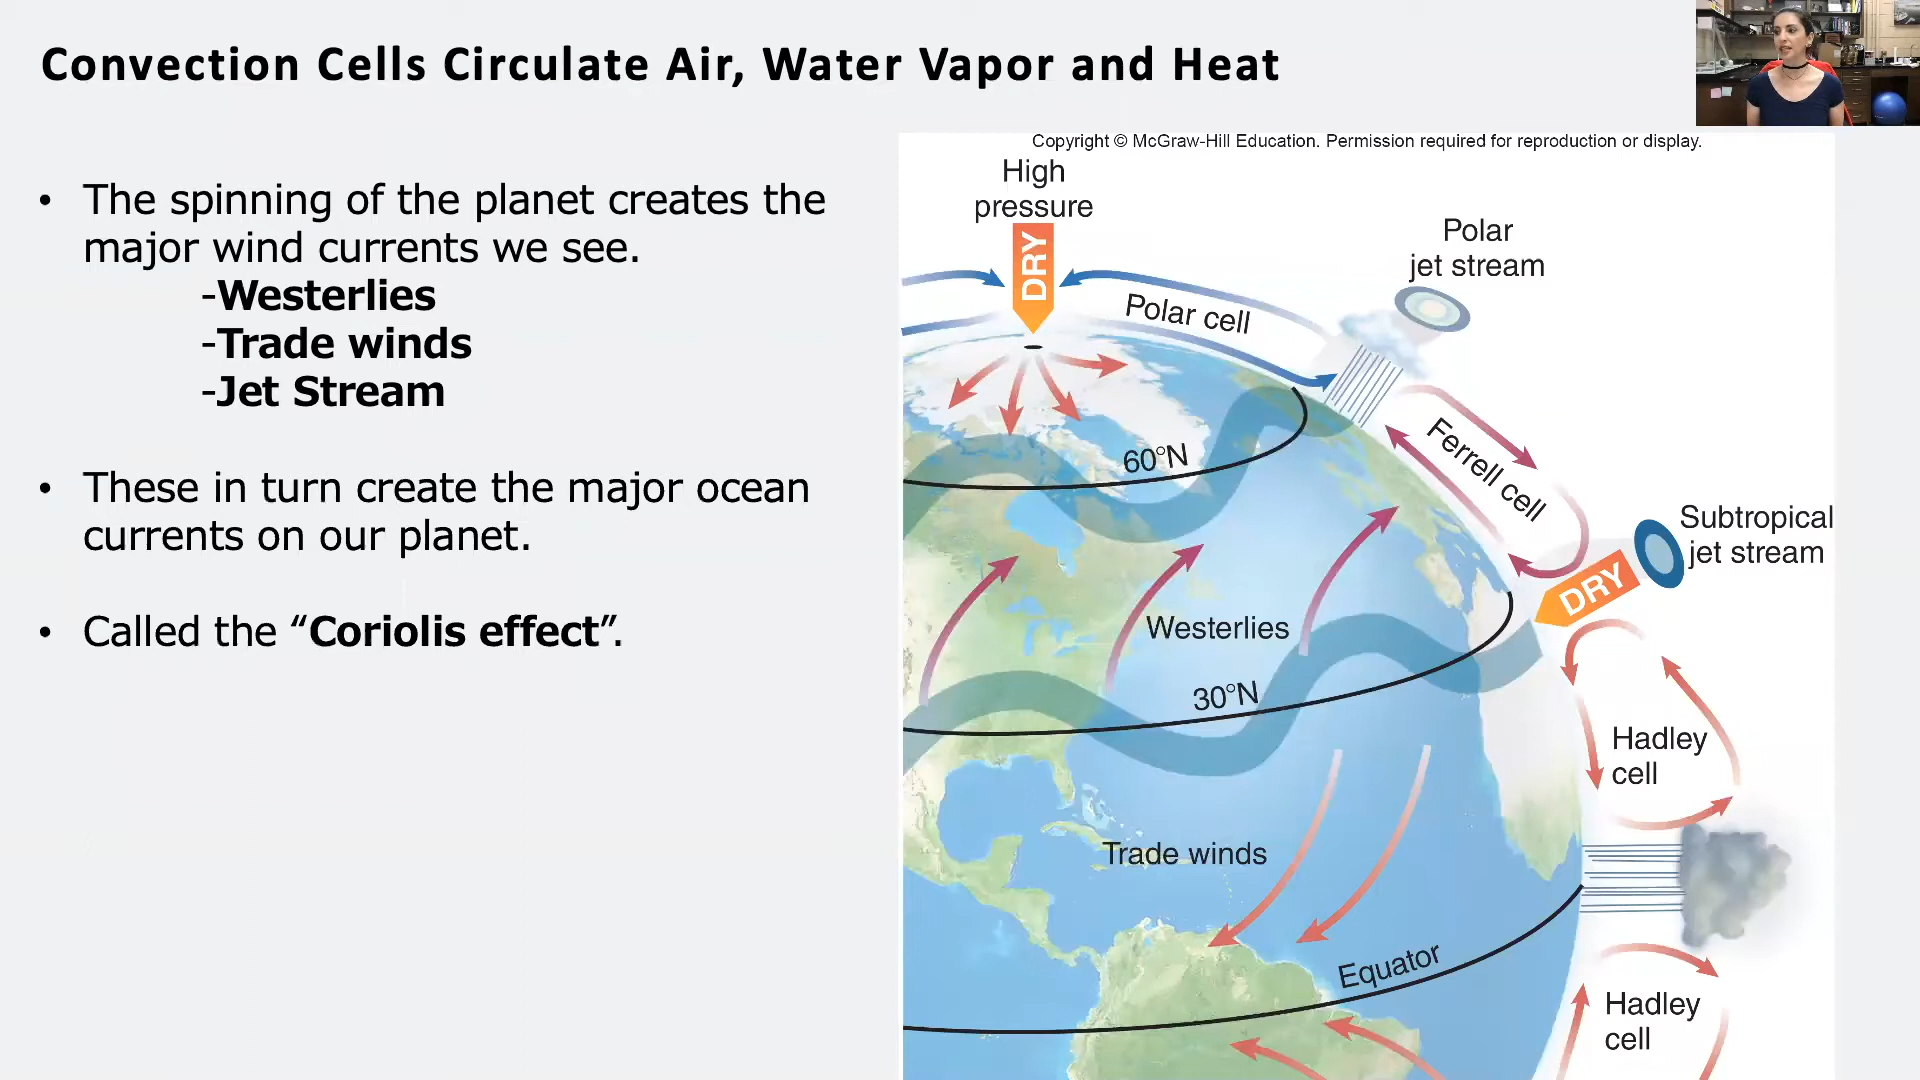 Convection Cells Circulate Air, Water Vapor and Heat
• The spinning of the planet creates the
major wind currents we see.
-Westerlies
-Trade winds
-Jet Stream
• These in turn create the major ocean
currents on our planet.
• Called the “Coriolis effect”.
Copyright © McGraw-Hill Education. Permission required for reproduction or display.
High
pressure
DRY
Polar
jet stream
Polar cell
60°N
Ferrell cell
Subtropical
jet stream
DRY
Westerlies
30°N
Hadley
cell
Trade winds
Equator
Hadley
cell